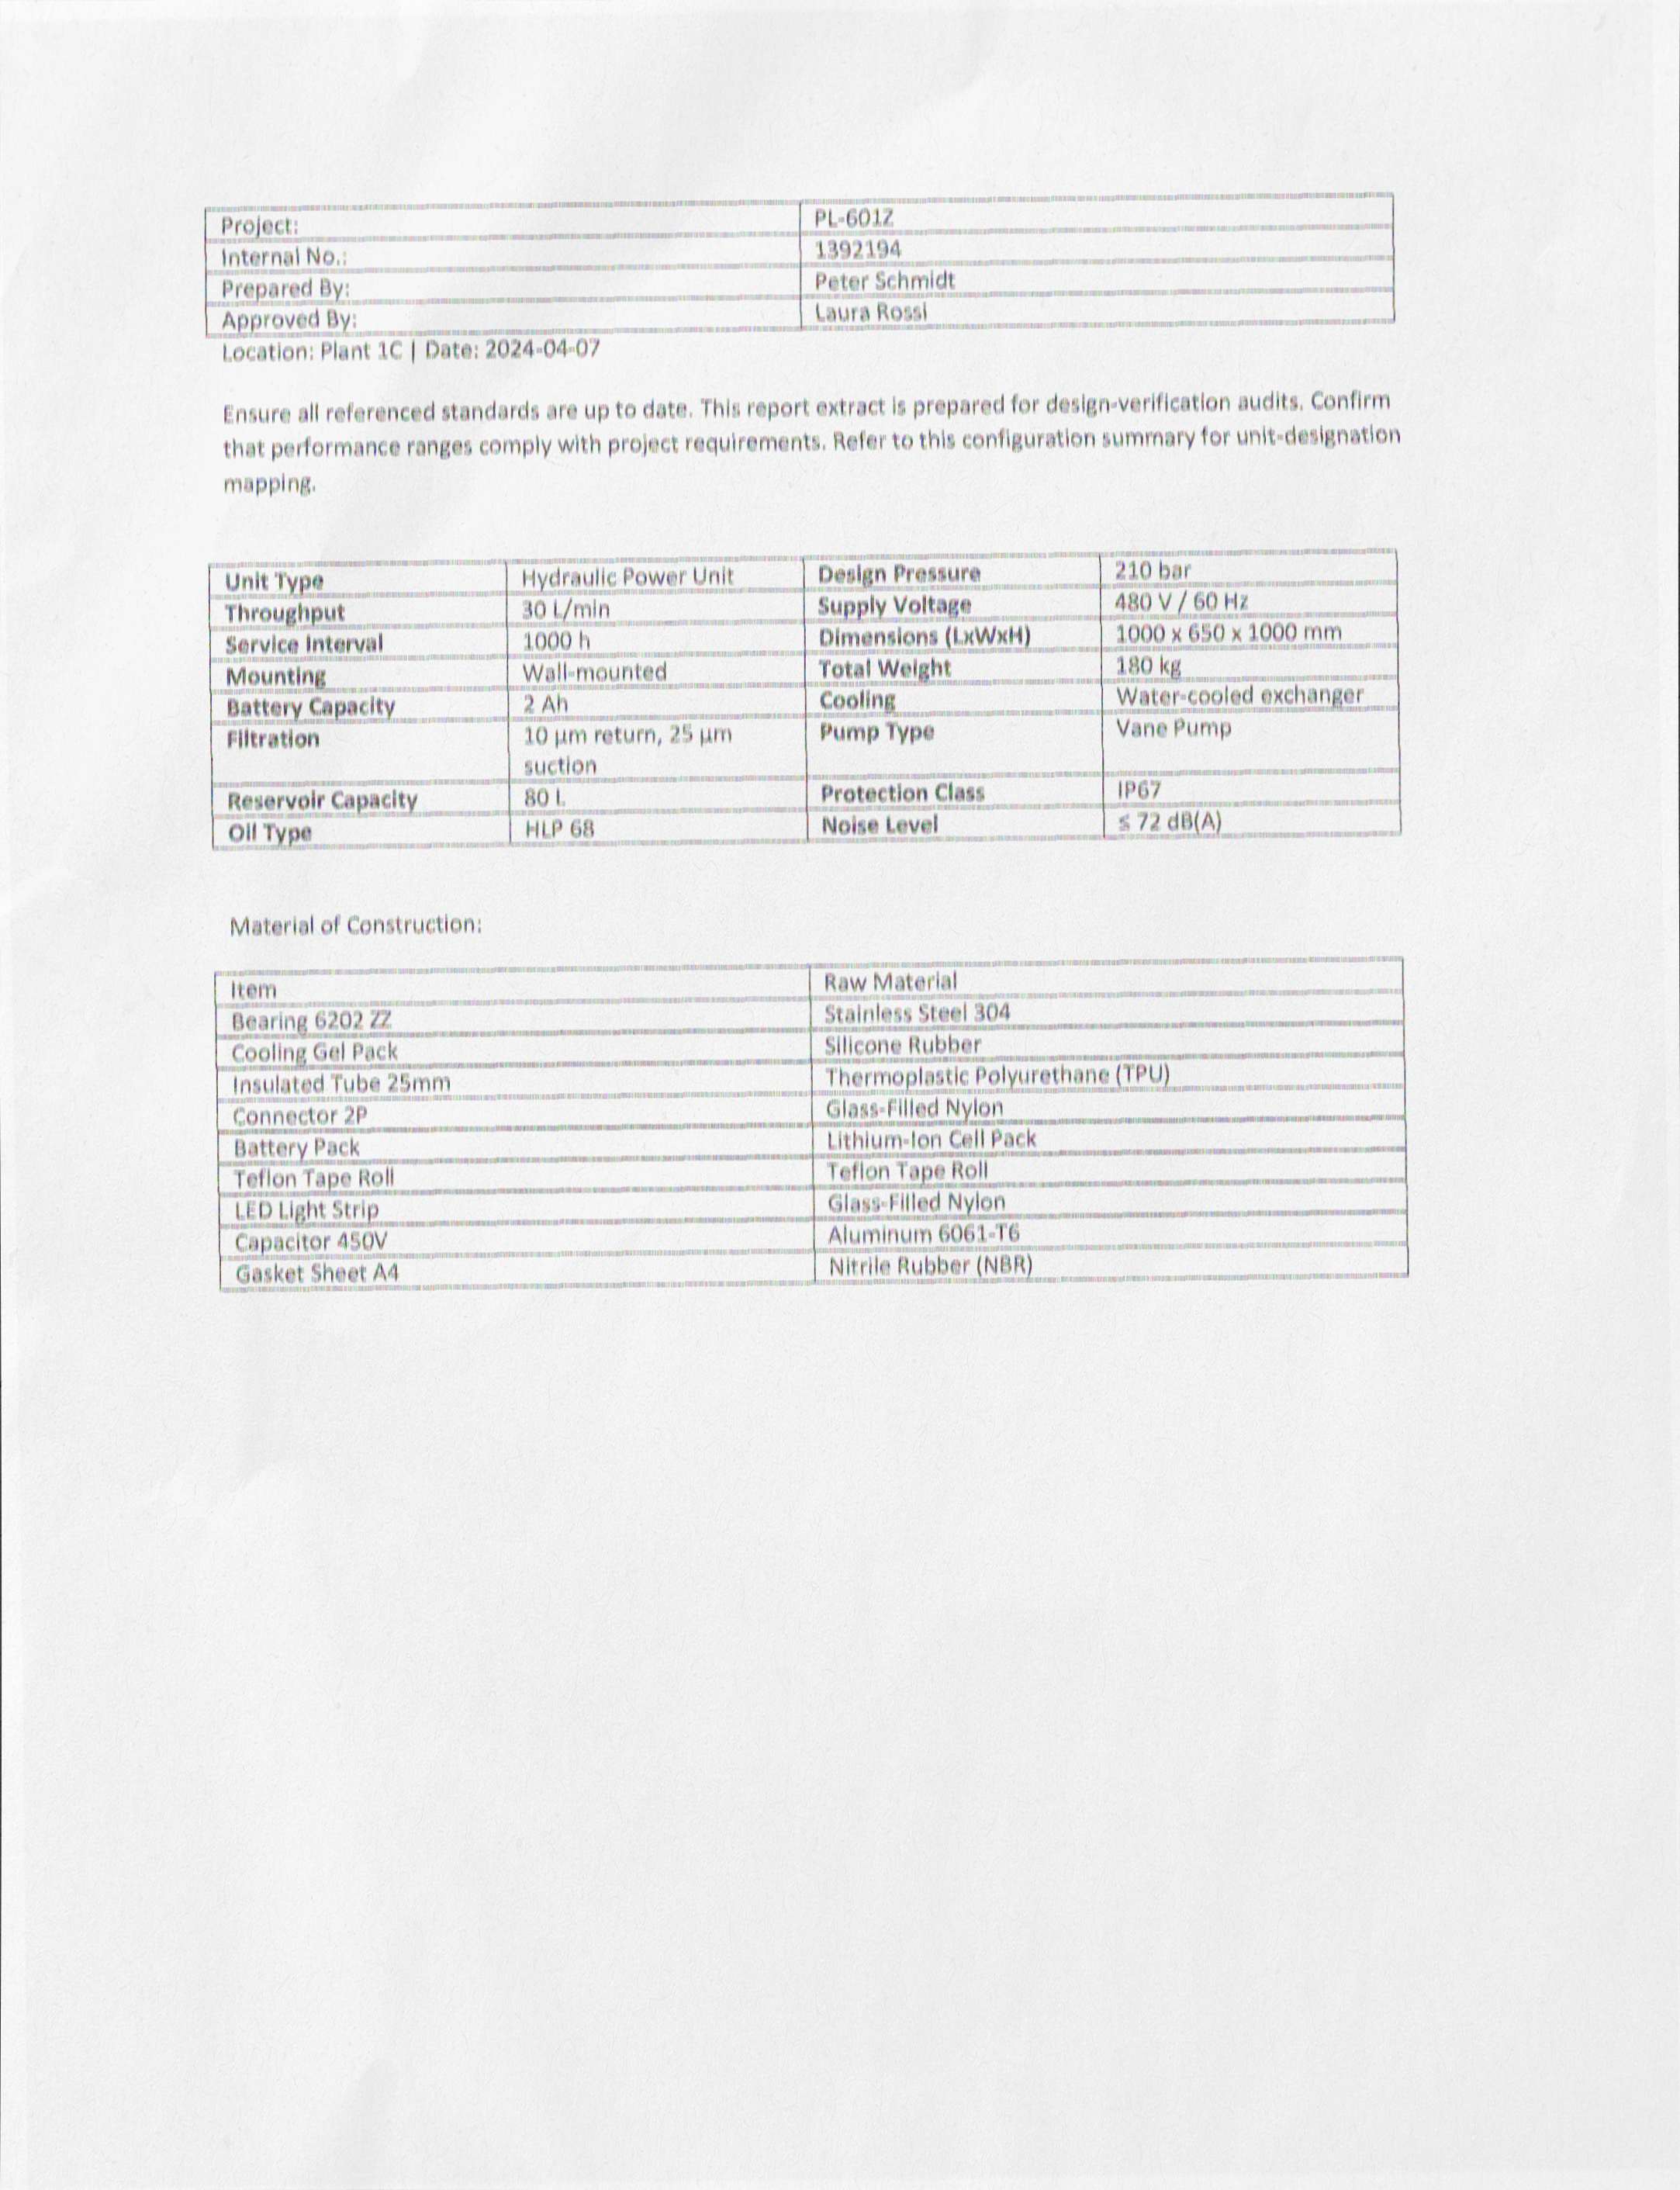 Project: PL-601Z
Internal No.: 1392194
Prepared By: Peter Schmidt
Approved By: Laura Rossi
Location: Plant 1C | Date: 2024-04-07
Ensure all referenced standards are up to date. This report extract is prepared for design-verification audits. Confirm
that performance ranges comply with project requirements. Refer to this configuration summary for unit-designation
mapping.
Unit Type Hydraulic Power Unit Design Pressure 210 bar
Throughput 30 L/min Supply Voltage 480 V / 60 Hz
Service Interval 1000 h Dimensions (LxWxH) 1000 x 650 x 1000 mm
Mounting Wall-mounted Total Weight 180 kg
Battery Capacity 2 Ah Cooling Water-cooled exchanger
Filtration 10 µm return, 25 µm Pump Type Vane Pump
suction
Reservoir Capacity 80 L Protection Class IP67
Oil Type HLP 68 Noise Level ≤ 72 dB(A)
Material of Construction:
Item Raw Material
Bearing 6202 ZZ Stainless Steel 304
Cooling Gel Pack Silicone Rubber
Insulated Tube 25mm Thermoplastic Polyurethane (TPU)
Connector 2P Glass-Filled Nylon
Battery Pack Lithium-Ion Cell Pack
Teflon Tape Roll Teflon Tape Roll
LED Light Strip Glass-Filled Nylon
Capacitor 450V Aluminum 6061-T6
Gasket Sheet A4 Nitrile Rubber (NBR)